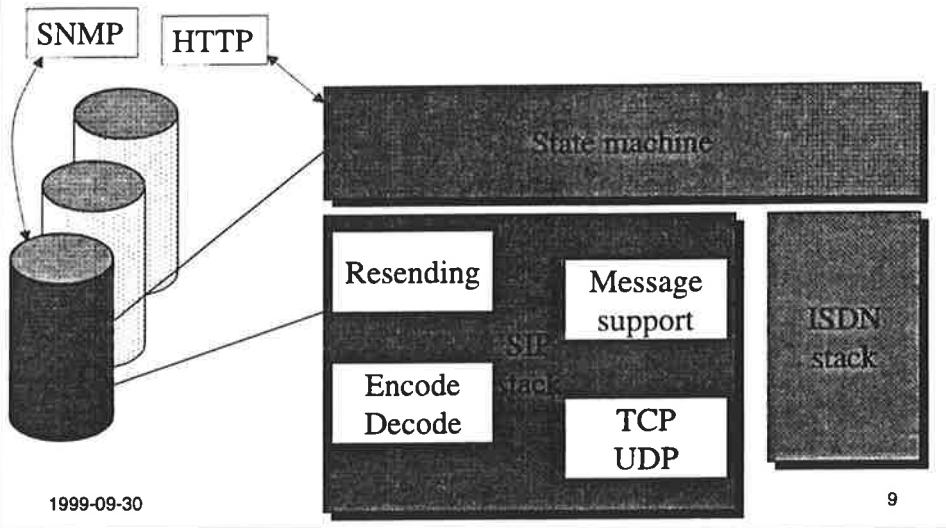 SNMP
HTTP
State machine
Resending
Message
support
SIP
stack
Encode
Decode
TCP
UDP
ISDN
stack
1999-09-30
9